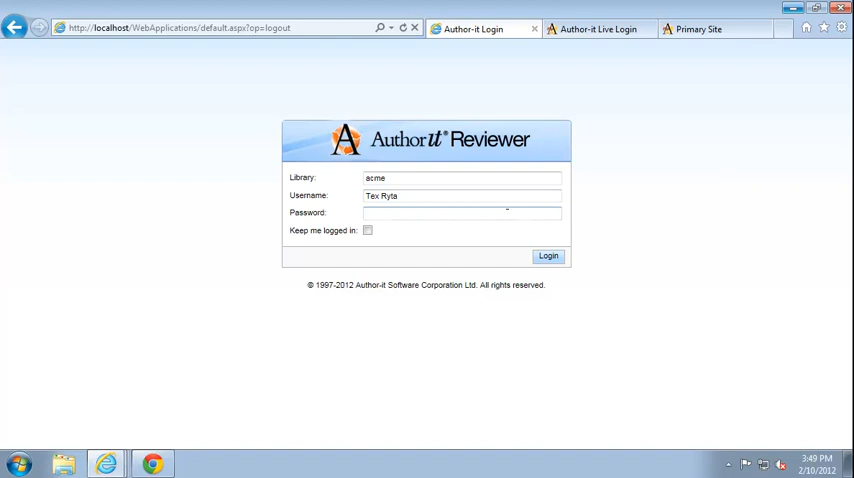 http://localhost/WebApplications/default.aspx?op=logout
Author-it Login
Author-it Live Login
Primary Site
Authorit® Reviewer
Library:
acme
Username:
Tex Ryta
Password:
Keep me logged in:
Login
© 1997-2012 Author-it Software Corporation Ltd. All rights reserved.
3:49 PM
2/10/2012